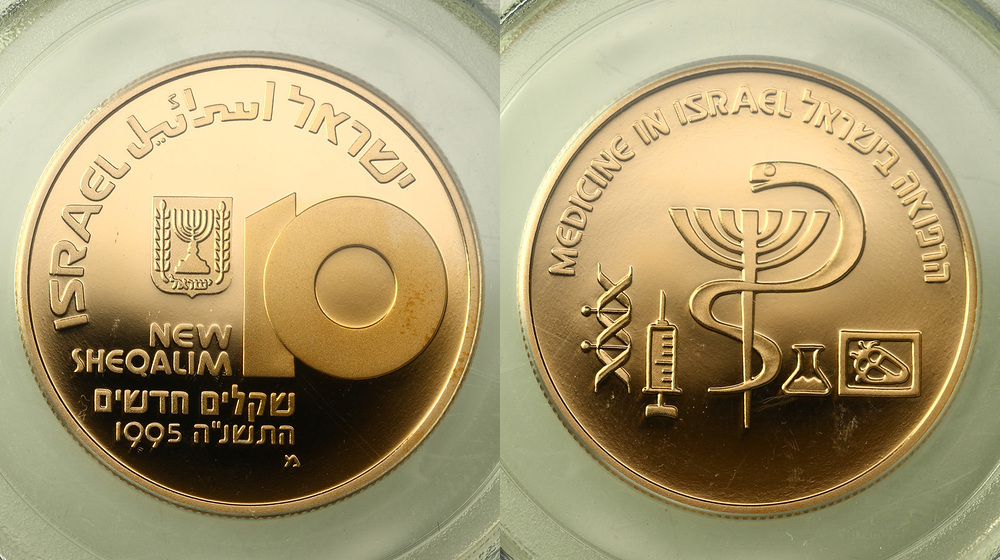 ISRAEL إسرائيل ישראל
ישראל
10
NEW
SHEQALIM
שקלים חדשים
התשנ"ה 1995
מ
MEDICINE IN ISRAEL הרפואה בישראל